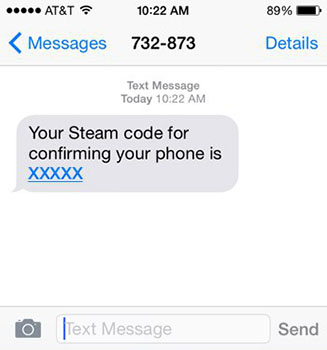 AT&T 10:22 AM 89%
Messages 732-873 Details
Text Message
Today 10:22 AM
Your Steam code for
confirming your phone is
XXXXX
Text Message Send